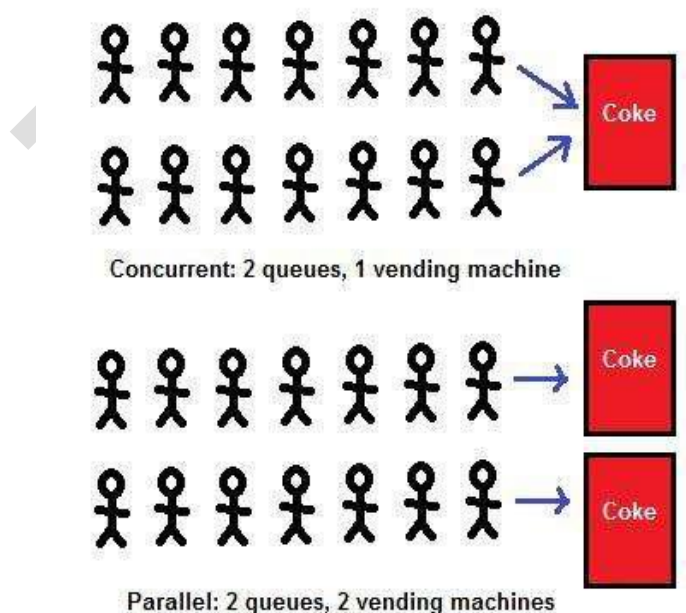 Coke
Concurrent: 2 queues, 1 vending machine
Coke
Coke
Parallel: 2 queues, 2 vending machines